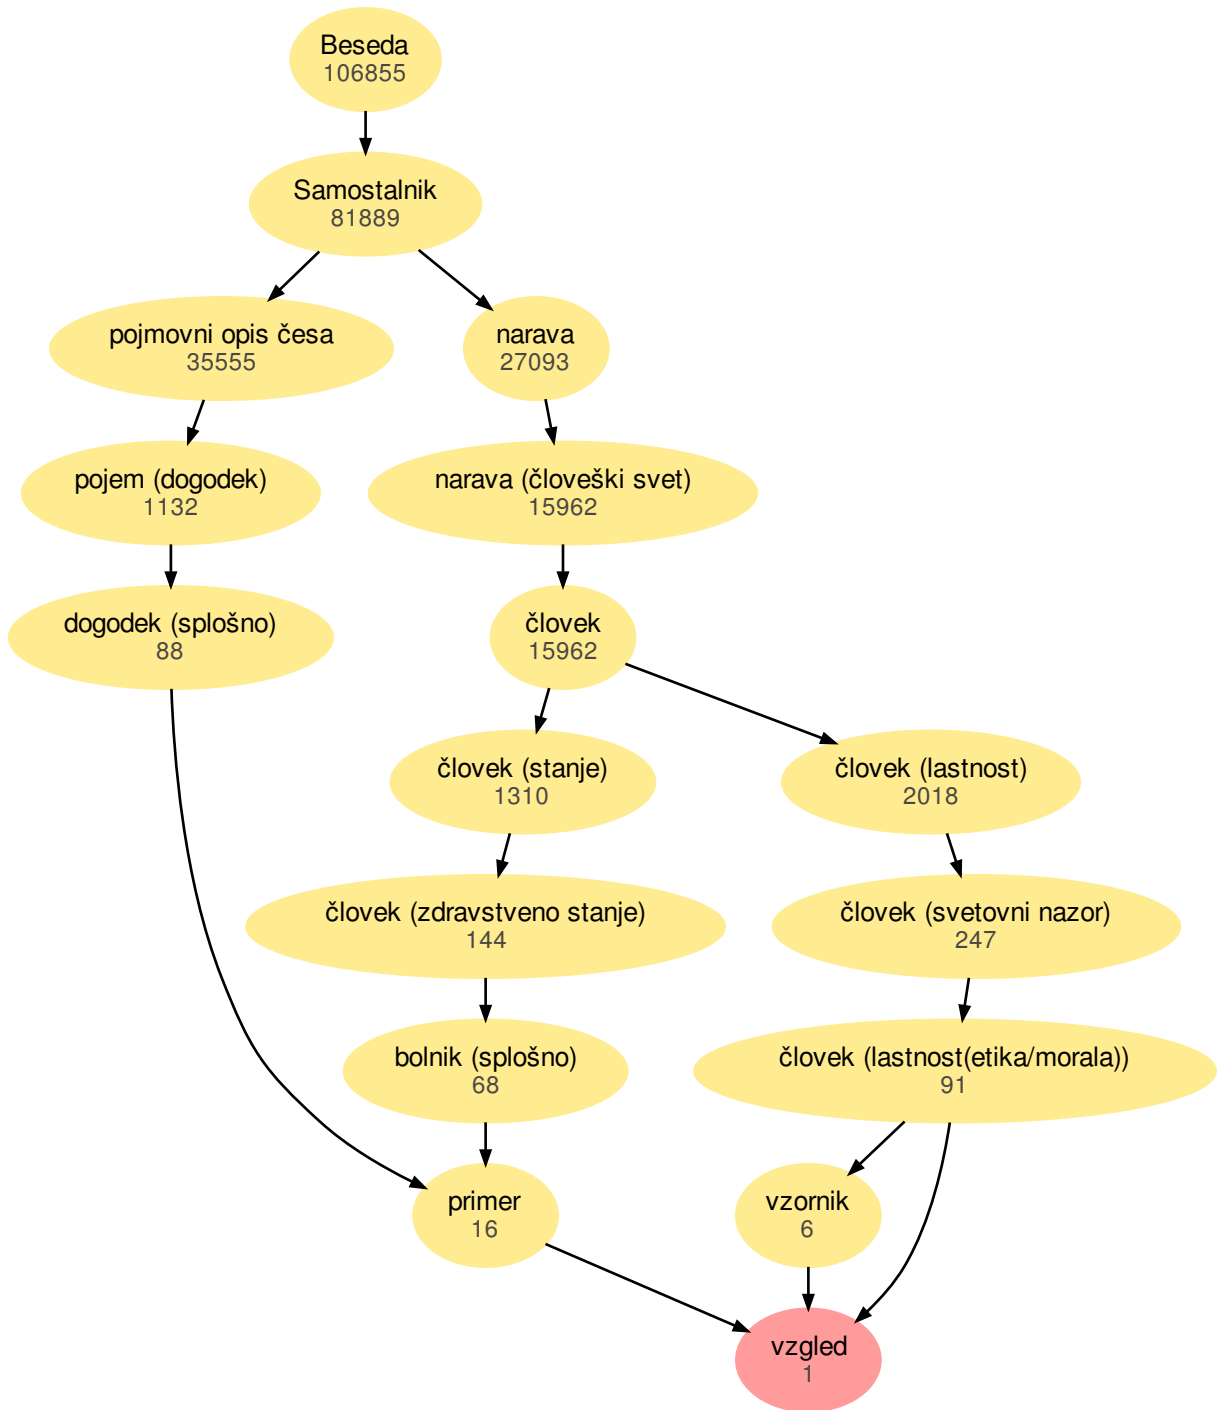 Beseda
106855
Samostalnik
81889
pojmovni opis česa
35555
narava
27093
pojem (dogodek)
1132
narava (človeški svet)
15962
dogodek (splošno)
88
človek
15962
človek (stanje)
1310
človek (lastnost)
2018
človek (zdravstveno stanje)
144
človek (svetovni nazor)
247
bolnik (splošno)
68
človek (lastnost(etika/morala))
91
primer
16
vzornik
6
vzgled
1